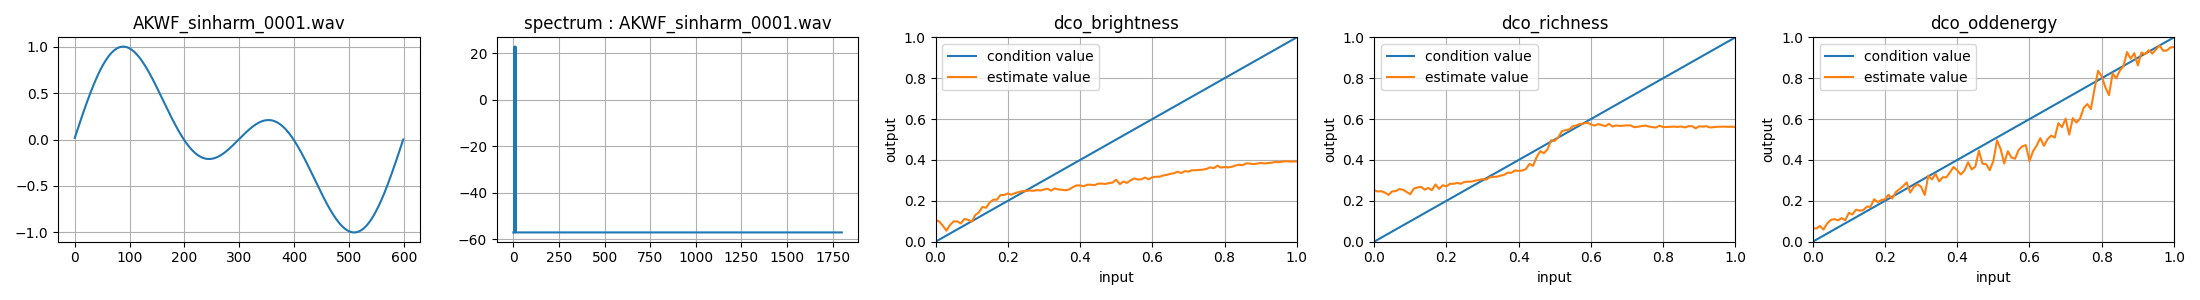 AKWF_sinharm_0001.wav
1.0
0.5
0.0
−0.5
−1.0
0 100 200 300 400 500 600
spectrum : AKWF_sinharm_0001.wav
20
0
−20
−40
−60
0 250 500 750 1000 1250 1500 1750
dco_brightness
condition value
estimate value
output
1.0
0.8
0.6
0.4
0.2
0.0
0.0 0.2 0.4 0.6 0.8 1.0
input
dco_richness
condition value
estimate value
output
1.0
0.8
0.6
0.4
0.2
0.0
0.0 0.2 0.4 0.6 0.8 1.0
input
dco_oddenergy
condition value
estimate value
output
1.0
0.8
0.6
0.4
0.2
0.0
0.0 0.2 0.4 0.6 0.8 1.0
input